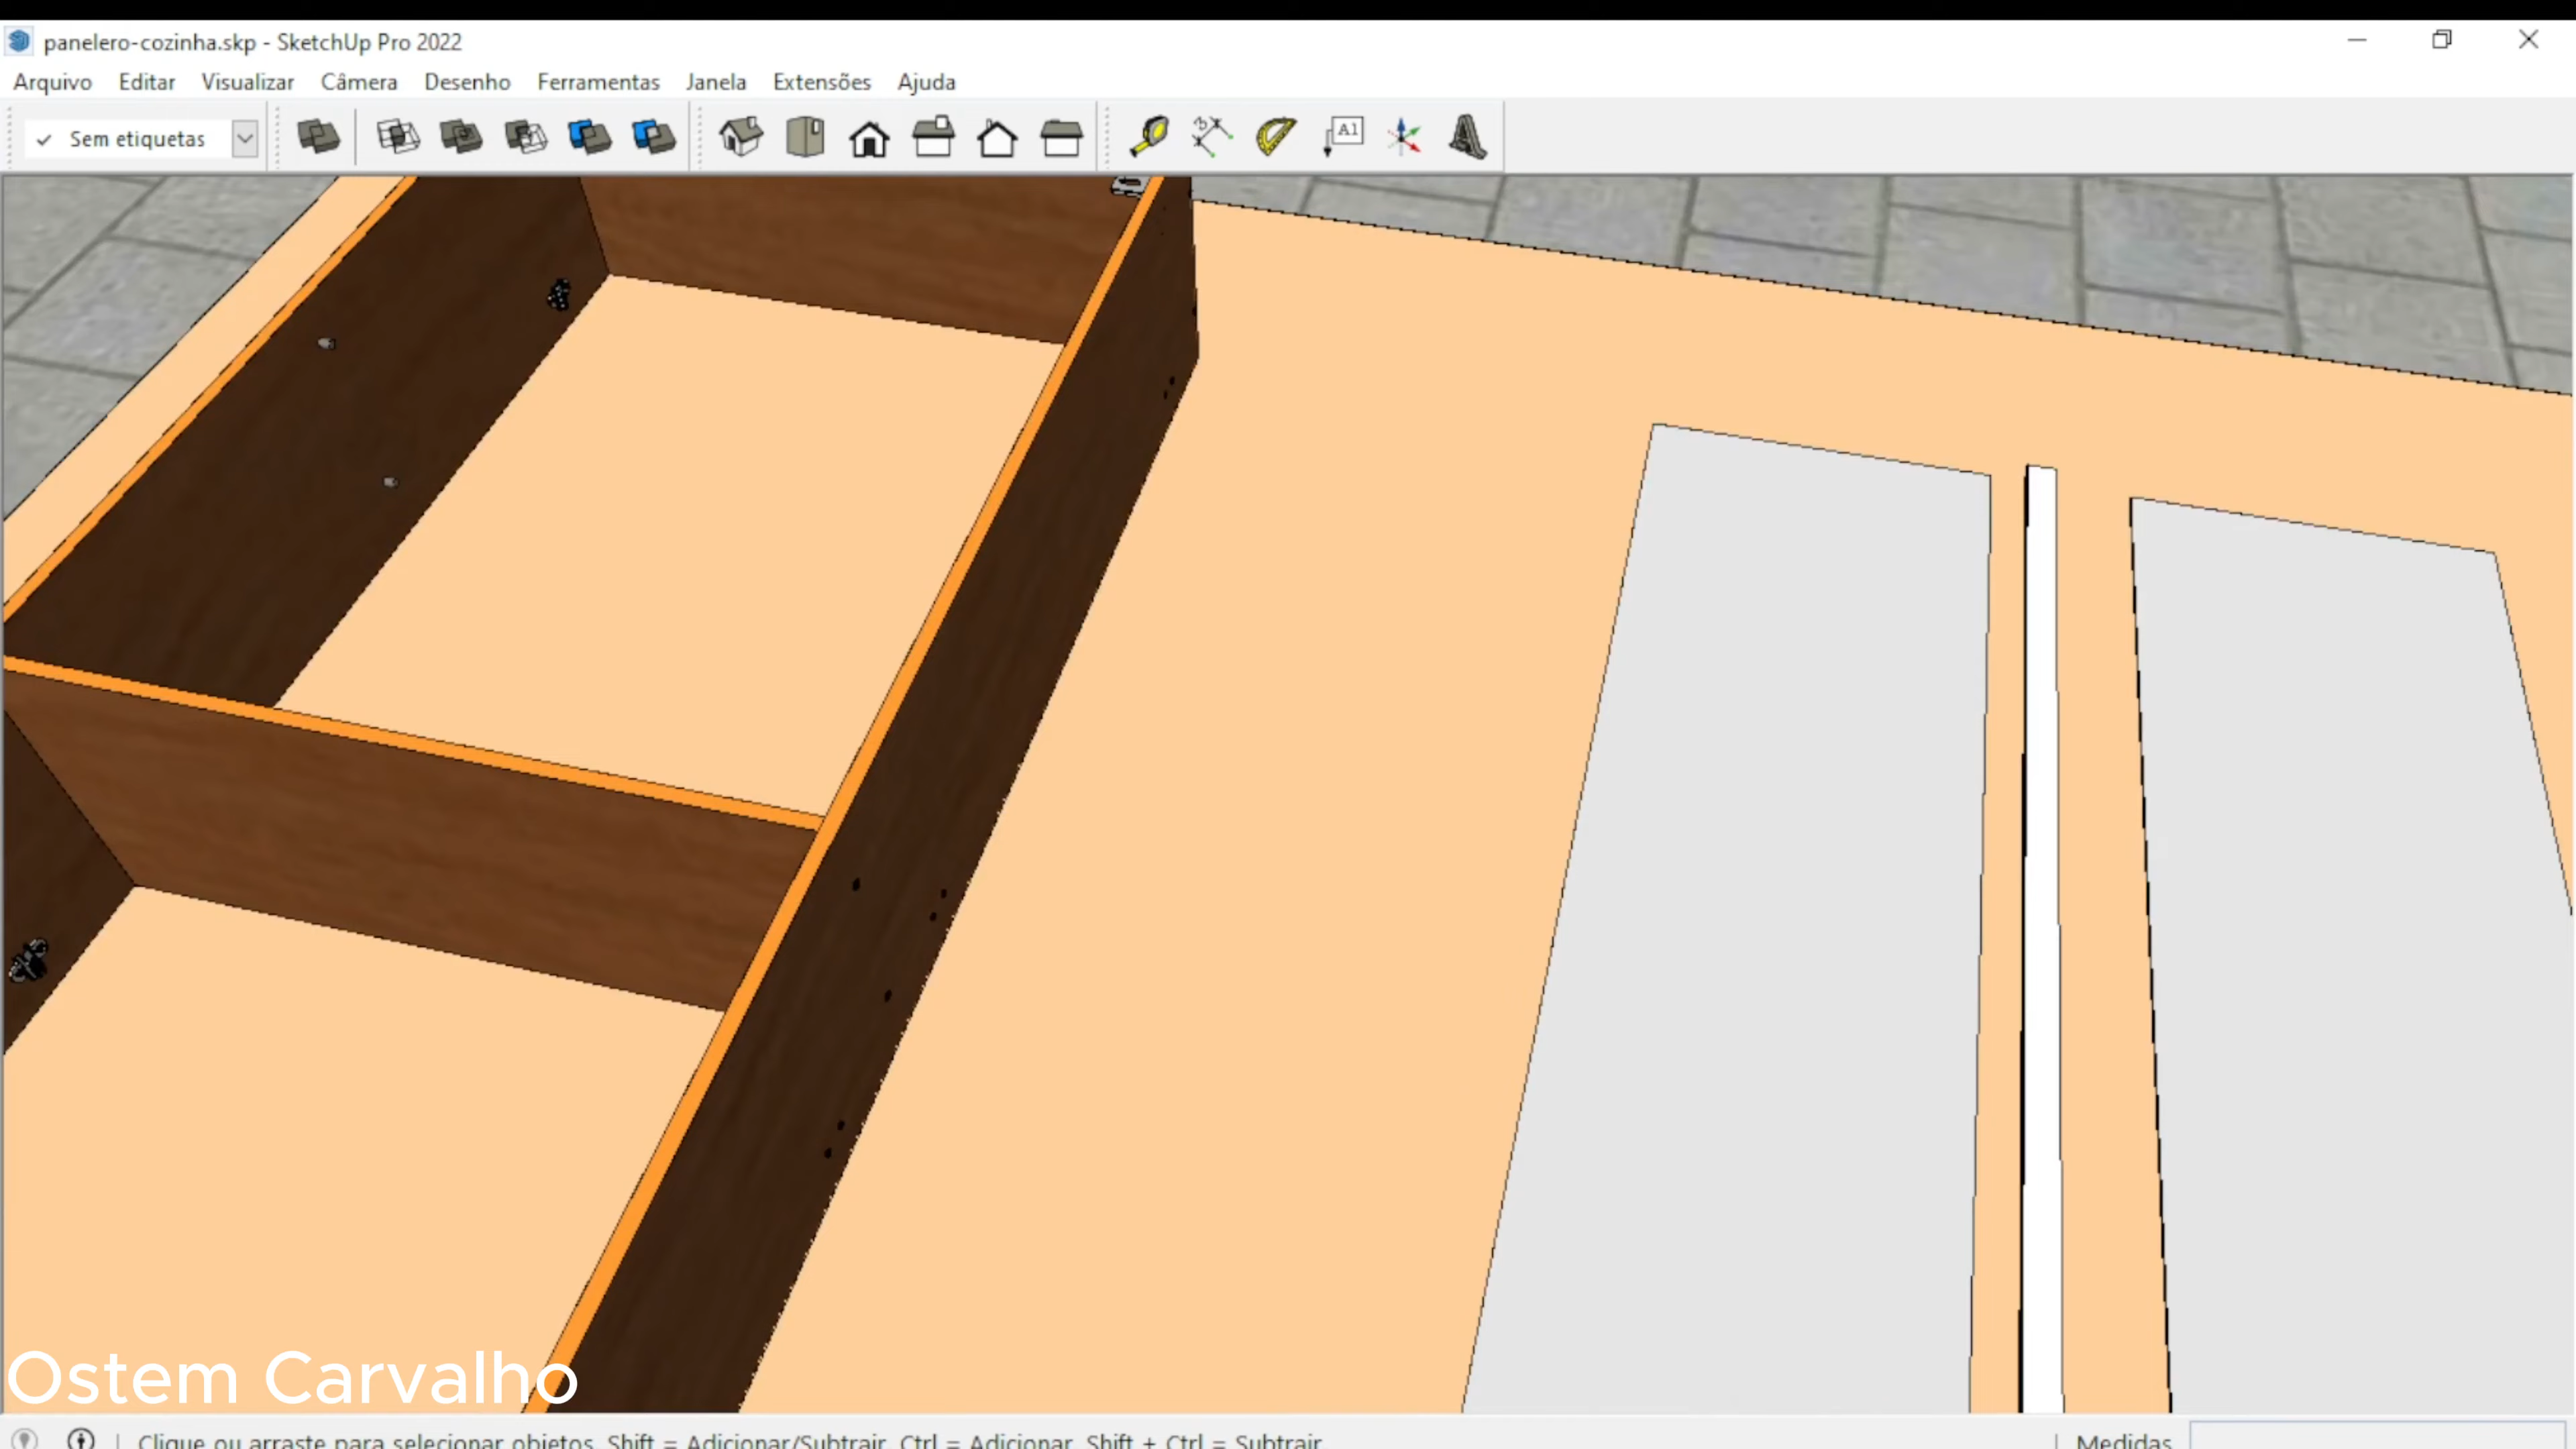 panelero-cozinha.skp - SketchUp Pro 2022
Arquivo Editar Visualizar Câmera Desenho Ferramentas Janela Extensões Ajuda
Sem etiquetas
A1
Ostem Carvalho
Clique ou arraste para selecionar objetos. Shift = Adicionar/Subtrair. Ctrl = Adicionar. Shift + Ctrl = Subtrair.
Medidas